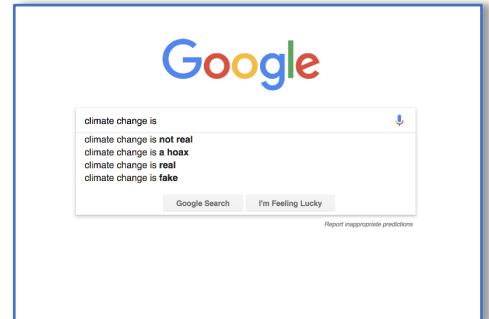 Google
climate change is
climate change is not real
climate change is a hoax
climate change is real
climate change is fake
Google Search I'm Feeling Lucky
Report inappropriate predictions